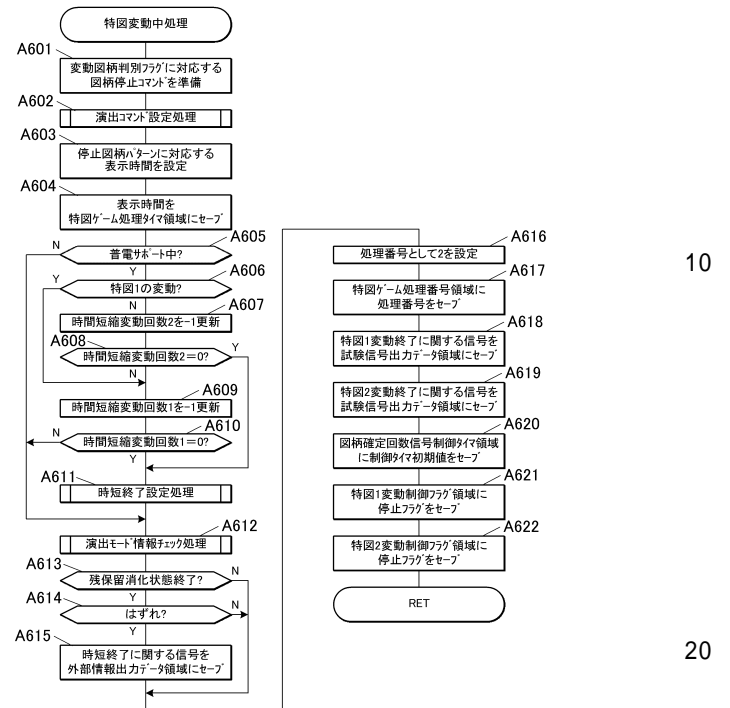 特図変動中処理
A601
変動図柄判別フラグに対応する
図柄停止コマンドを準備
A602
演出コマンド設定処理
A603
停止図柄パターンに対応する
表示時間を設定
A604
表示時間を
特図ゲーム処理タイマ領域にセーブ
A605
N
普電サポート中?
Y
A606
Y
特図1の変動?
N
A607
時間短縮変動回数2を-1更新
A608
Y
時間短縮変動回数2=0?
N
A609
時間短縮変動回数1を-1更新
A610
N
時間短縮変動回数1=0?
Y
A611
時短終了設定処理
A612
演出モード情報チェック処理
A613
N
残保留消化状態終了?
Y
A614
N
はずれ?
Y
A615
時短終了に関する信号を
外部情報出力データ領域にセーブ
A616
処理番号として2を設定
A617
特図ゲーム処理番号領域に
処理番号をセーブ
A618
特図1変動終了に関する信号を
試験信号出力データ領域にセーブ
A619
特図2変動終了に関する信号を
試験信号出力データ領域にセーブ
A620
図柄確定回数信号制御タイマ領域
に制御タイマ初期値をセーブ
A621
特図1変動制御フラグ領域に
停止フラグをセーブ
A622
特図2変動制御フラグ領域に
停止フラグをセーブ
RET
10
20